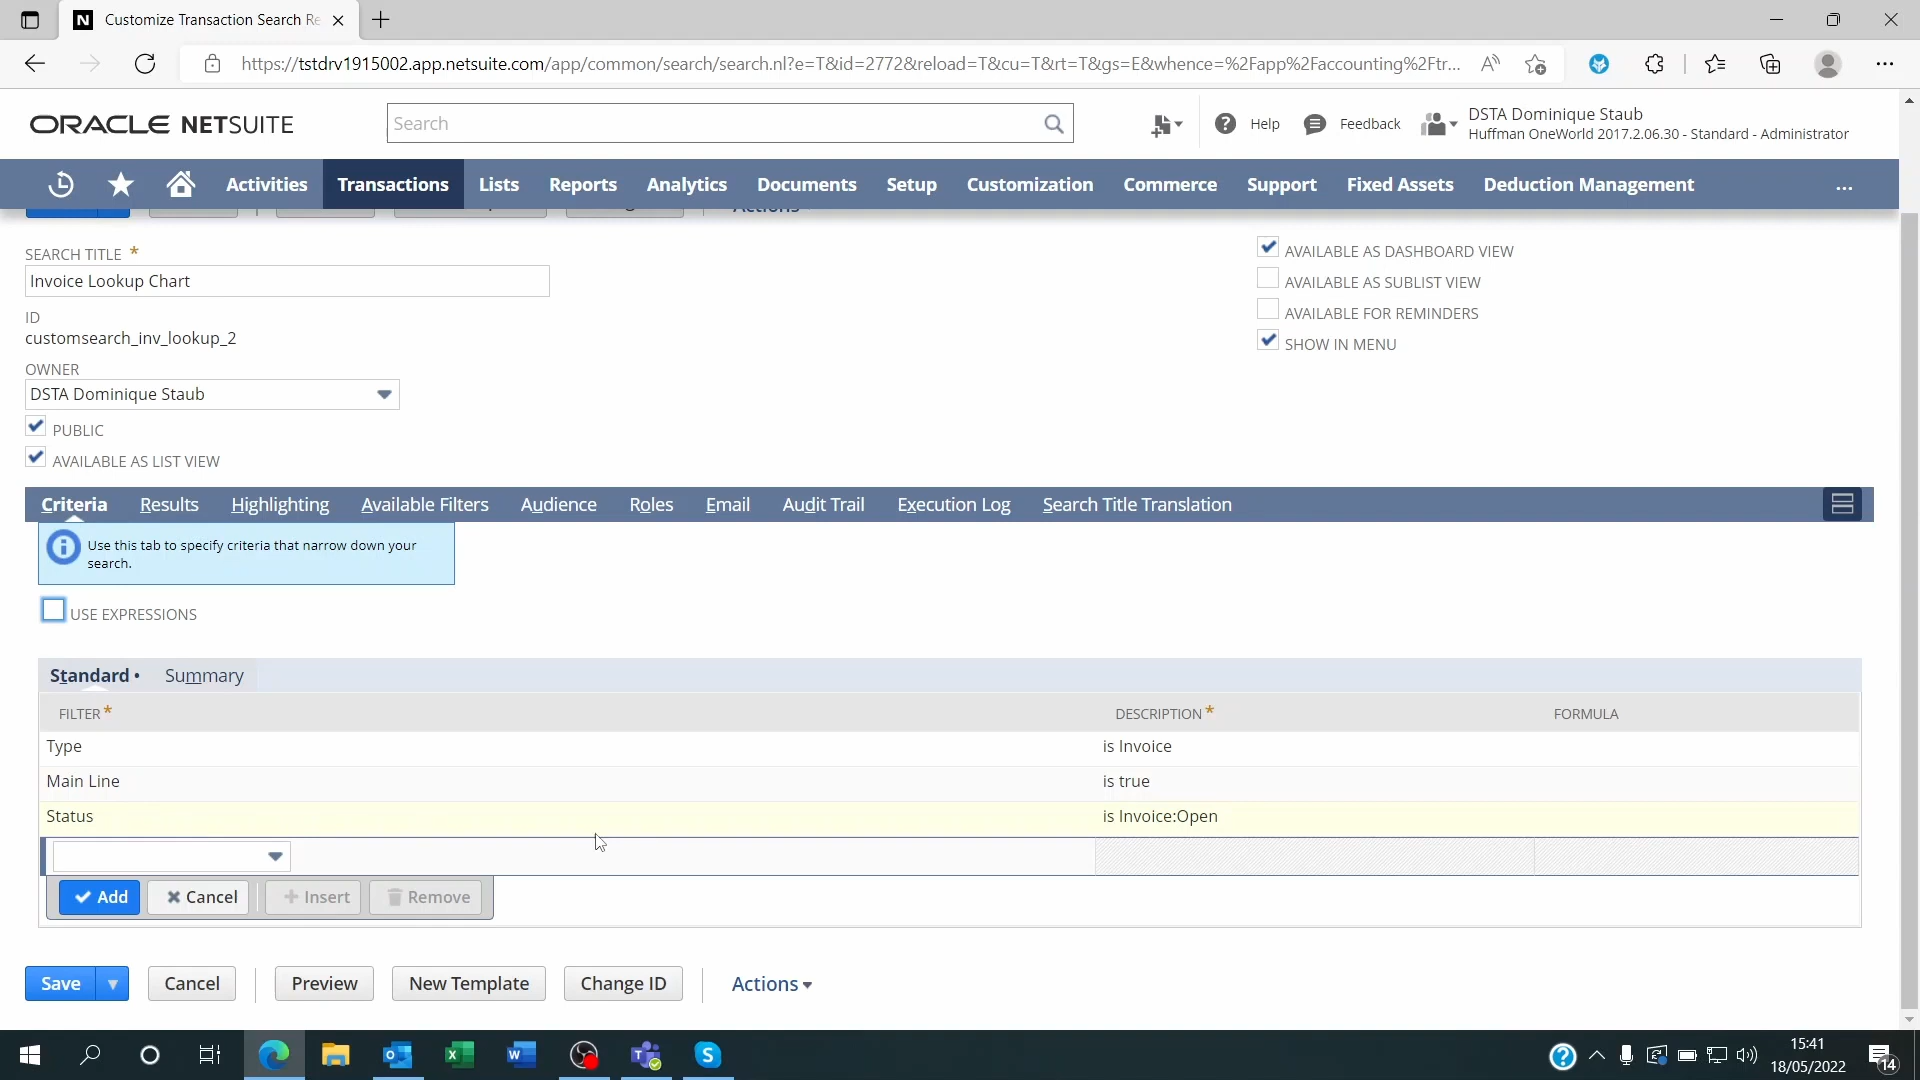 Customize Transaction Search Re
https://tstdrv1915002.app.netsuite.com/app/common/search/search.nl?e=T&id=2772&reload=T&cu=T&rt=T&gs=E&whence=%2Fapp%2Faccounting%2Ftr...
ORACLE NETSUITE
Search
Help
Feedback
DSTA Dominique Staub
Huffman OneWorld 2017.2.06.30 - Standard - Administrator
Activities Transactions Lists Reports Analytics Documents Setup Customization Commerce Support Fixed Assets Deduction Management ...
Actions
SEARCH TITLE *
Invoice Lookup Chart
ID
customsearch_inv_lookup_2
OWNER
DSTA Dominique Staub
PUBLIC
AVAILABLE AS LIST VIEW
AVAILABLE AS DASHBOARD VIEW
AVAILABLE AS SUBLIST VIEW
AVAILABLE FOR REMINDERS
SHOW IN MENU
Criteria Results Highlighting Available Filters Audience Roles Email Audit Trail Execution Log Search Title Translation
Use this tab to specify criteria that narrow down your
search.
USE EXPRESSIONS
Standard • Summary
FILTER * DESCRIPTION * FORMULA
Type is Invoice
Main Line is true
Status is Invoice:Open
Add Cancel Insert Remove
Save Cancel Preview New Template Change ID Actions
15:41
18/05/2022
14